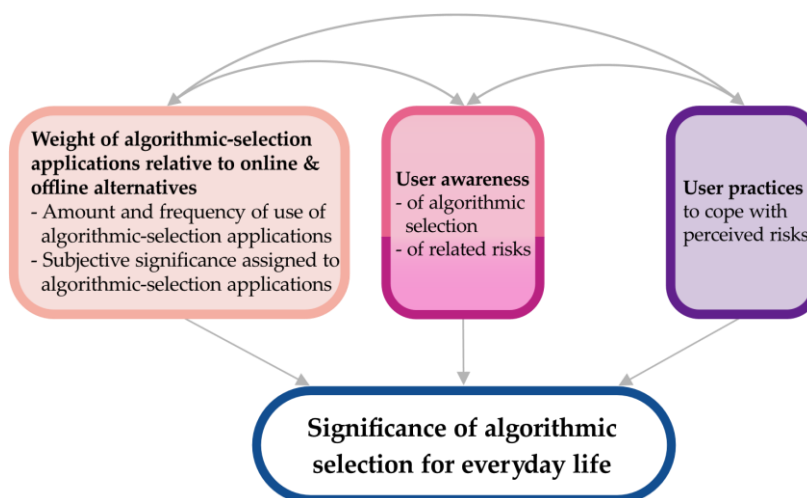 Weight of algorithmic-selection
applications relative to online &
offline alternatives
- Amount and frequency of use of
algorithmic-selection applications
- Subjective significance assigned to
algorithmic-selection applications
User awareness
- of algorithmic
selection
- of related risks
User practices
to cope with
perceived risks
Significance of algorithmic
selection for everyday life